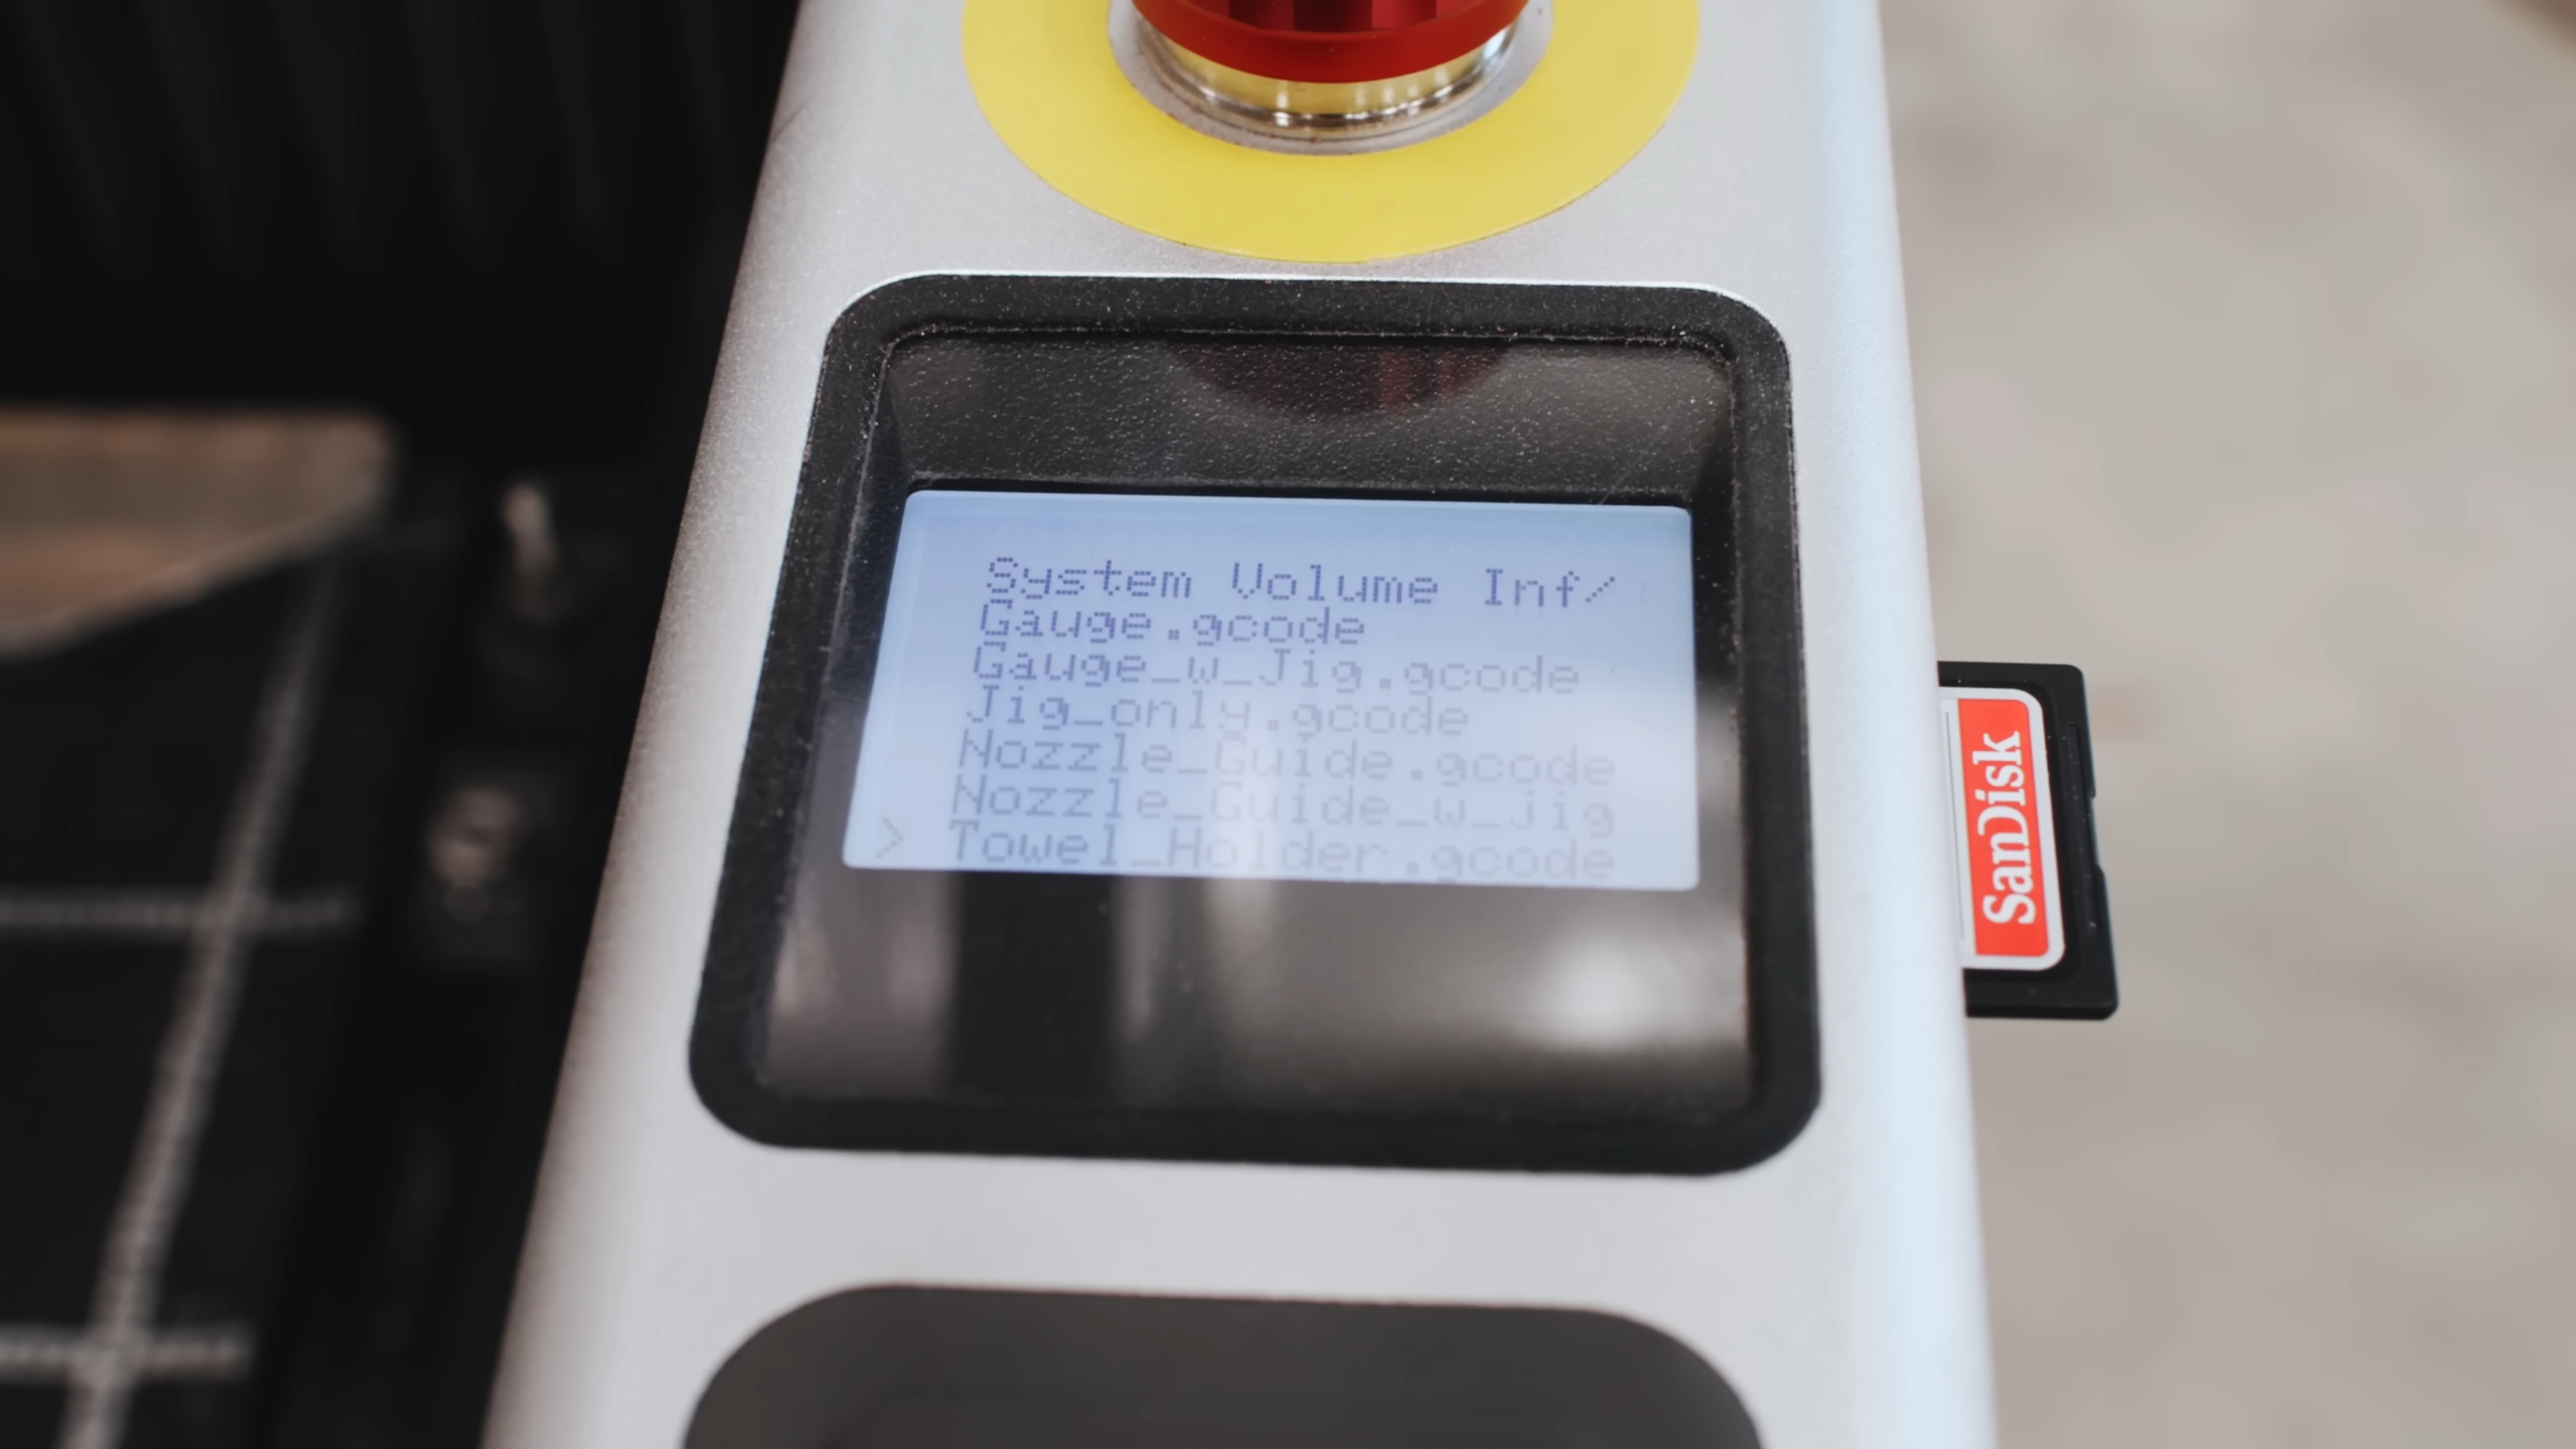 System Volume Inf/
Gauge.gcode
Gauge_w_Jig.gcode
Jig_only.gcode
Nozzle_Guide.gcode
Nozzle_Guide_w_Jig
> Towel_Holder.gcode
SanDisk